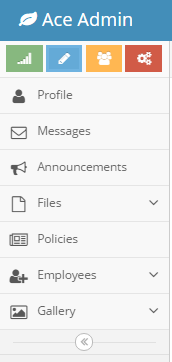 Ace Admin
Profile
Messages
Announcements
Files
Policies
Employees
Gallery